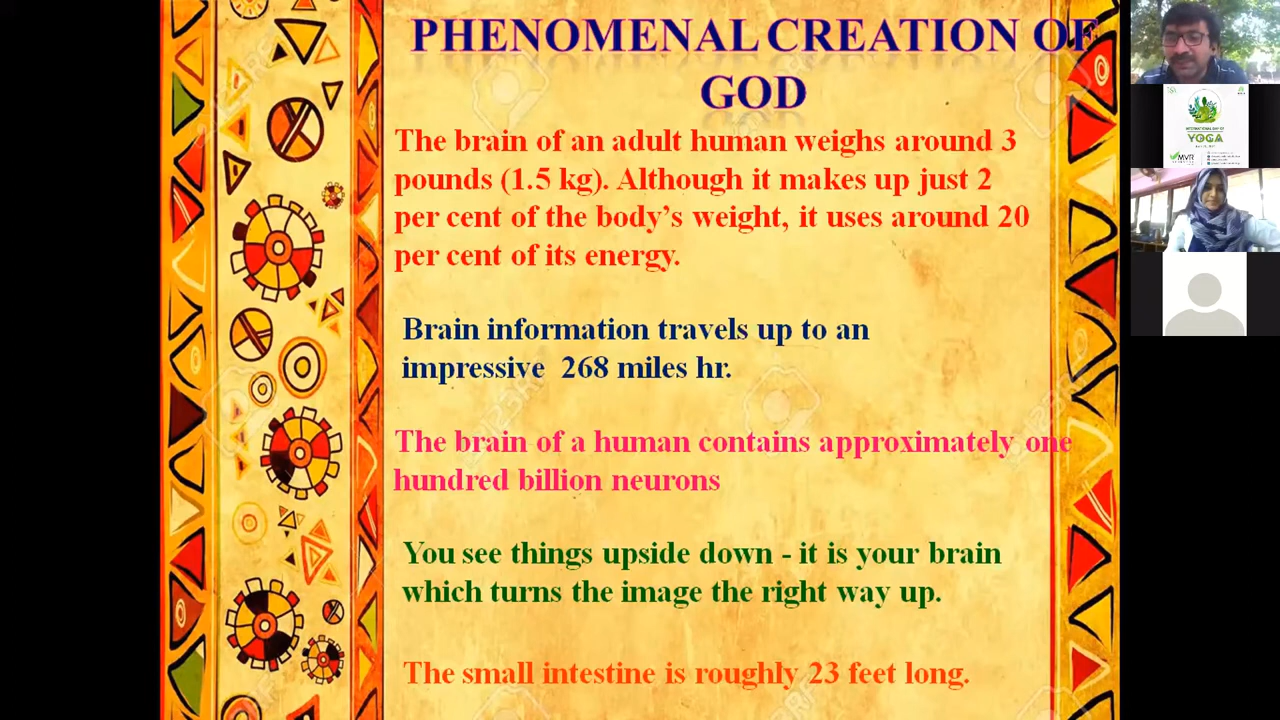 PHENOMENAL CREATION OF
GOD
The brain of an adult human weighs around 3
pounds (1.5 kg). Although it makes up just 2
per cent of the body’s weight, it uses around 20
per cent of its energy.
Brain information travels up to an
impressive 268 miles hr.
The brain of a human contains approximately one
hundred billion neurons
You see things upside down - it is your brain
which turns the image the right way up.
The small intestine is roughly 23 feet long.
INTERNATIONAL DAY OF
YOGA
MVR